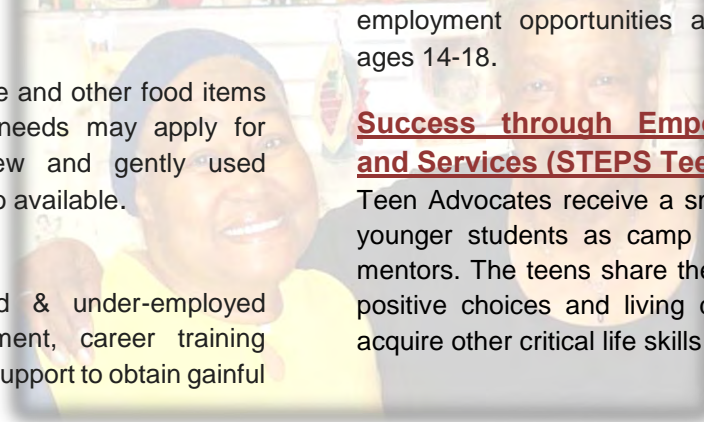 e and other food items
needs may apply for
ew and gently used
o available.
d & under-employed
ment, career training
support to obtain gainful
employment opportunities a
ages 14-18.
Success through Empo
and Services (STEPS Tee
Teen Advocates receive a sm
younger students as camp
mentors. The teens share the
positive choices and living
acquire other critical life skills